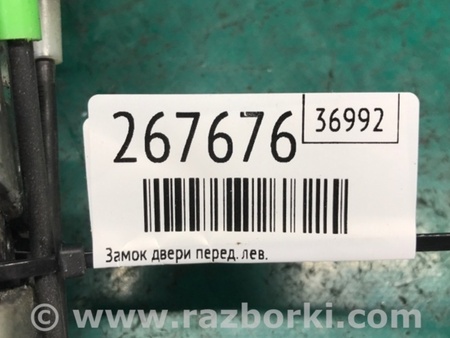 267676
36992
Замок двери перед. лев.
www.razborki.com